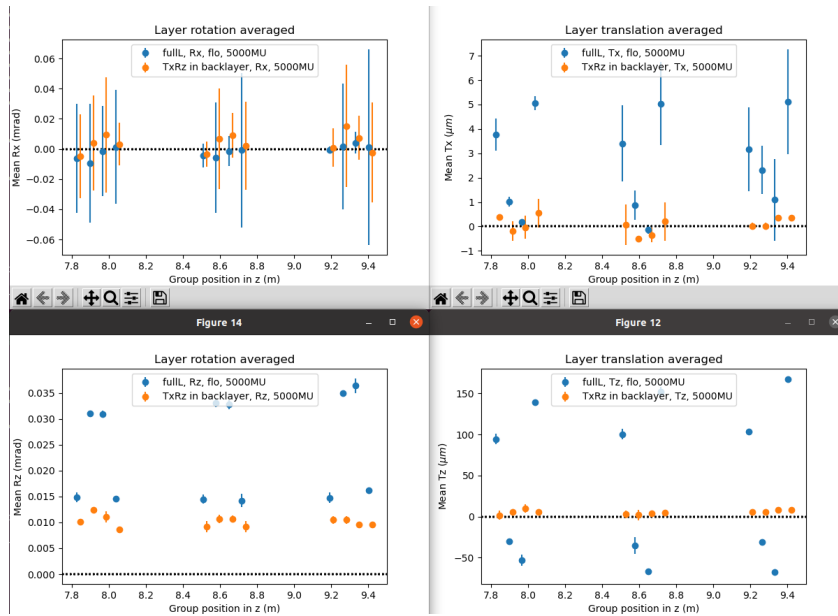 Layer rotation averaged
fullL, Rx, flo, 5000MU
TxRz in backlayer, Rx, 5000MU
Mean Rx (mrad)
0.06
0.04
0.02
0.00
−0.02
−0.04
−0.06
7.8 8.0 8.2 8.4 8.6 8.8 9.0 9.2 9.4
Group position in z (m)
Layer translation averaged
fullL, Tx, flo, 5000MU
TxRz in backlayer, Tx, 5000MU
Mean Tx (μm)
7
6
5
4
3
2
1
0
−1
7.8 8.0 8.2 8.4 8.6 8.8 9.0 9.2 9.4
Group position in z (m)
Figure 14
Layer rotation averaged
fullL, Rz, flo, 5000MU
TxRz in backlayer, Rz, 5000MU
Mean Rz (mrad)
0.035
0.030
0.025
0.020
0.015
0.010
0.005
0.000
7.8 8.0 8.2 8.4 8.6 8.8 9.0 9.2 9.4
Group position in z (m)
Figure 12
Layer translation averaged
fullL, Tz, flo, 5000MU
TxRz in backlayer, Tz, 5000MU
Mean Tz (μm)
150
100
50
0
−50
7.8 8.0 8.2 8.4 8.6 8.8 9.0 9.2 9.4
Group position in z (m)